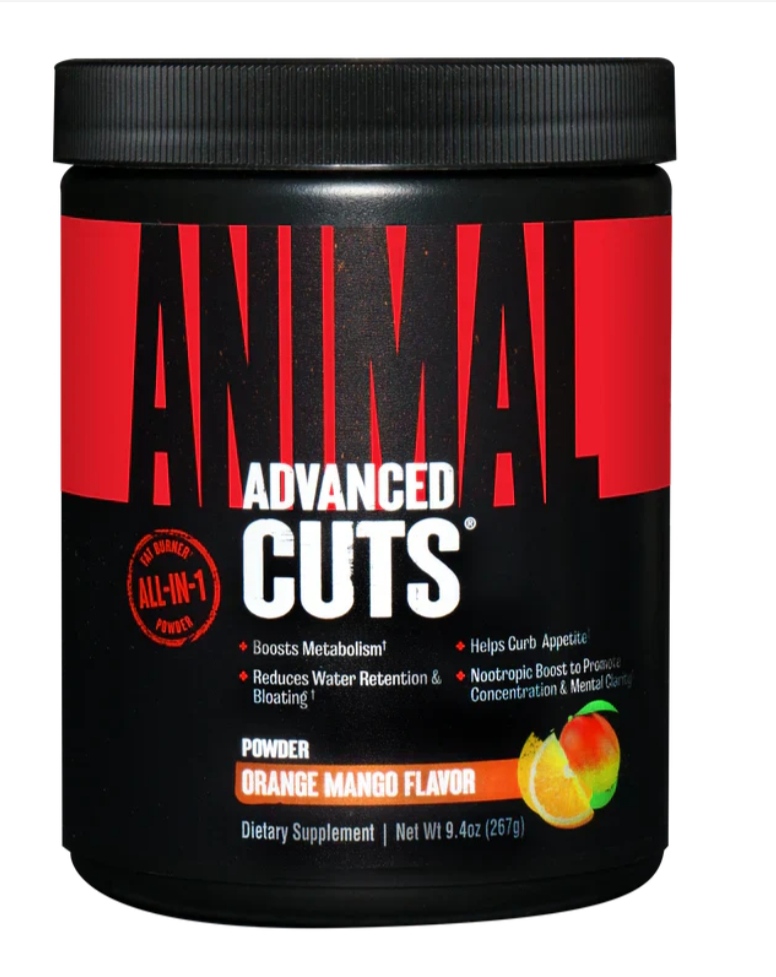 ANIMAL
ADVANCED
CUTS®
FAT BURNER
ALL-IN-1
POWDER
Boosts Metabolism†
Helps Curb Appetite†
Reduces Water Retention &
Bloating†
Nootropic Boost to Promote
Concentration & Mental Clarity†
POWDER
ORANGE MANGO FLAVOR
Dietary Supplement | Net Wt 9.4oz (267g)